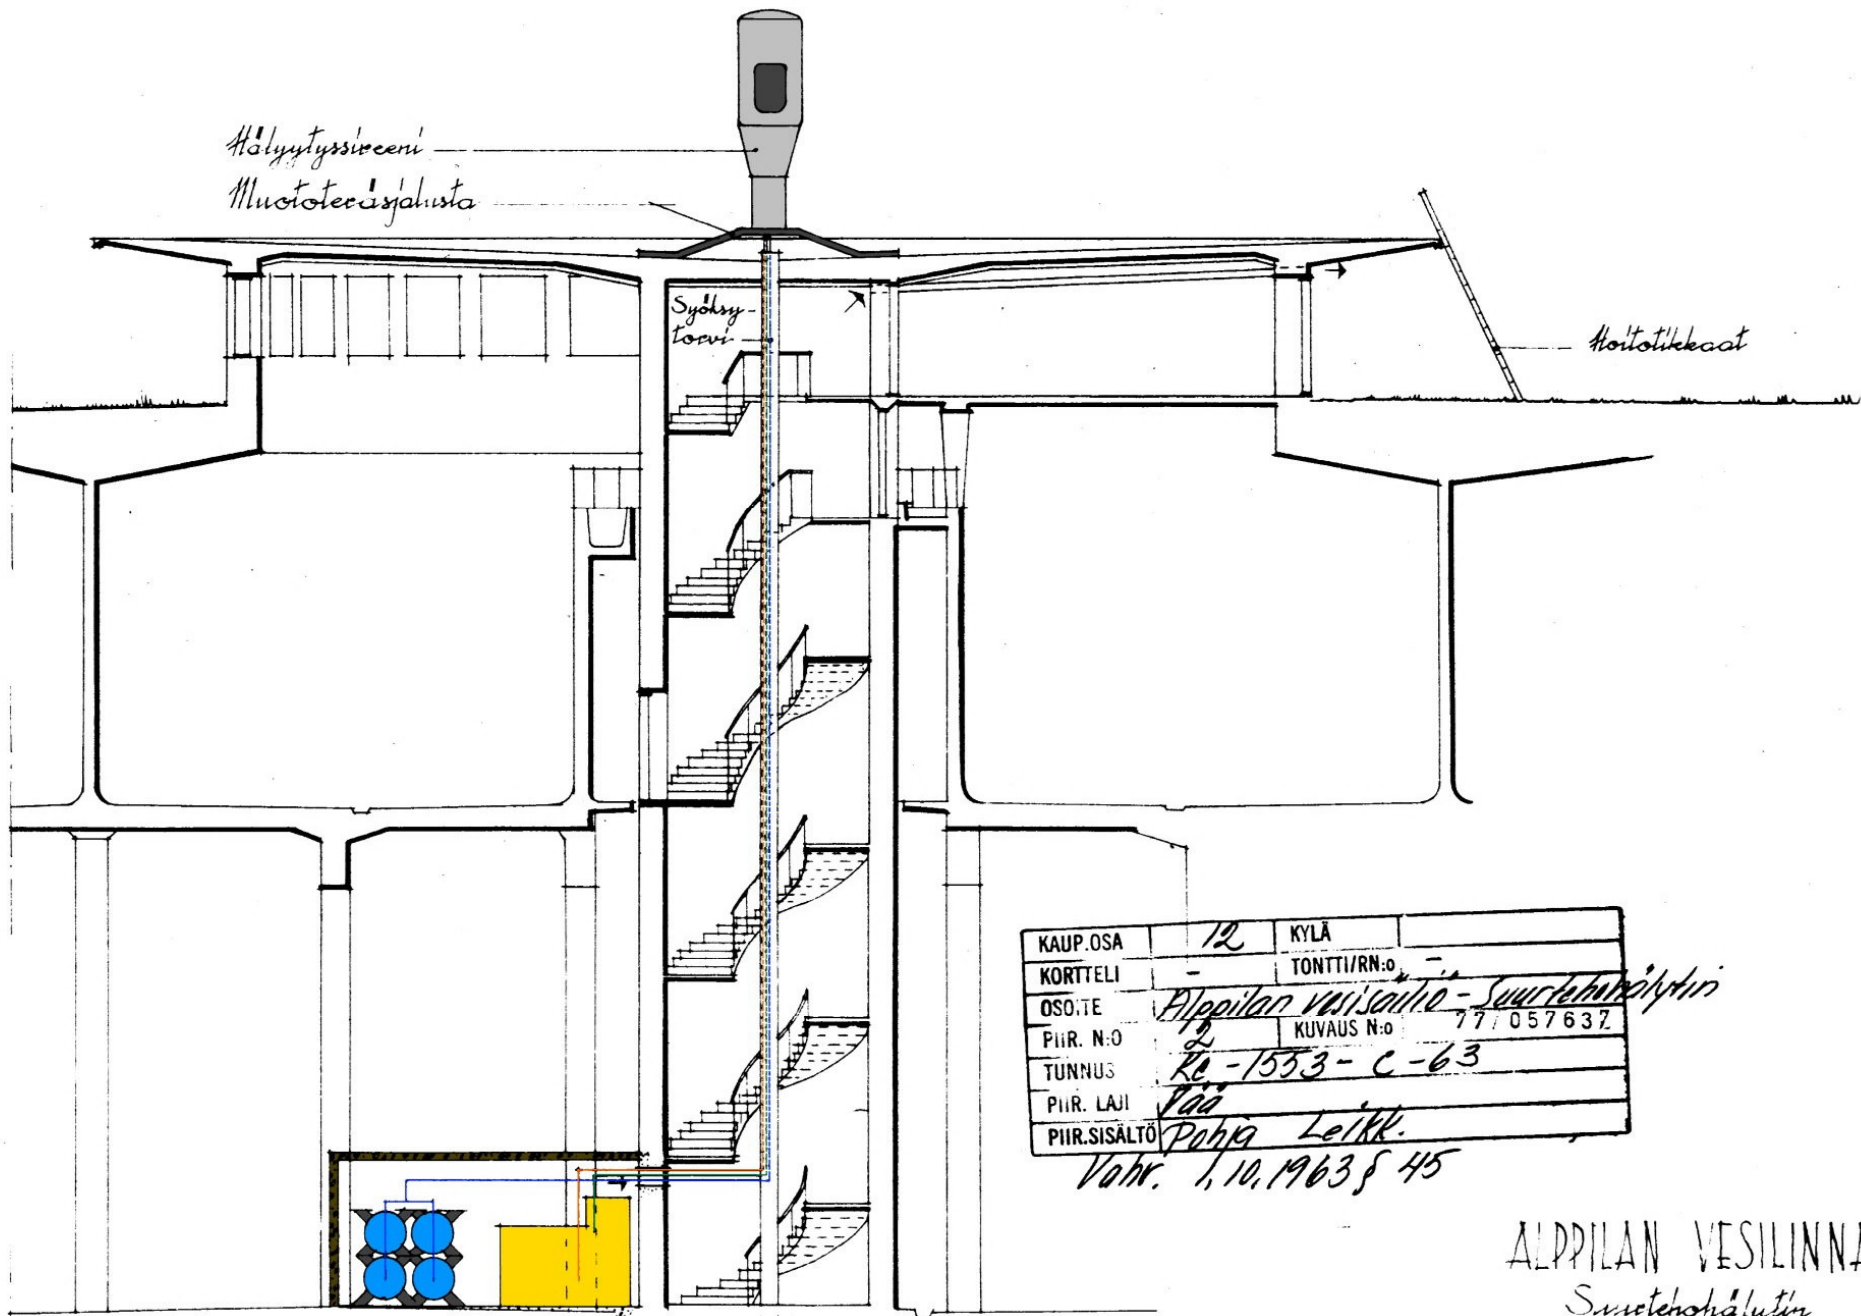 Hälyytyssireeni
Muototeräsjalusta
Syöksy-
torvi
Hoitotikkaat
KAUP.OSA 12 KYLÄ
KORTTELI - TONTTI/RN:o -
OSOITE Alppilan vesisäiliö - Suurtehohälytin
PIIR. N:O 2 KUVAUS N:o 77/057637
TUNNUS Kc - 1553 - C - 63
PIIR. LAJI Pää
PIIR.SISÄLTÖ Pohja Leikk.
Vahv. 1.10.1963 § 45
ALPPILAN VESILINNA
Suurtehohälytin